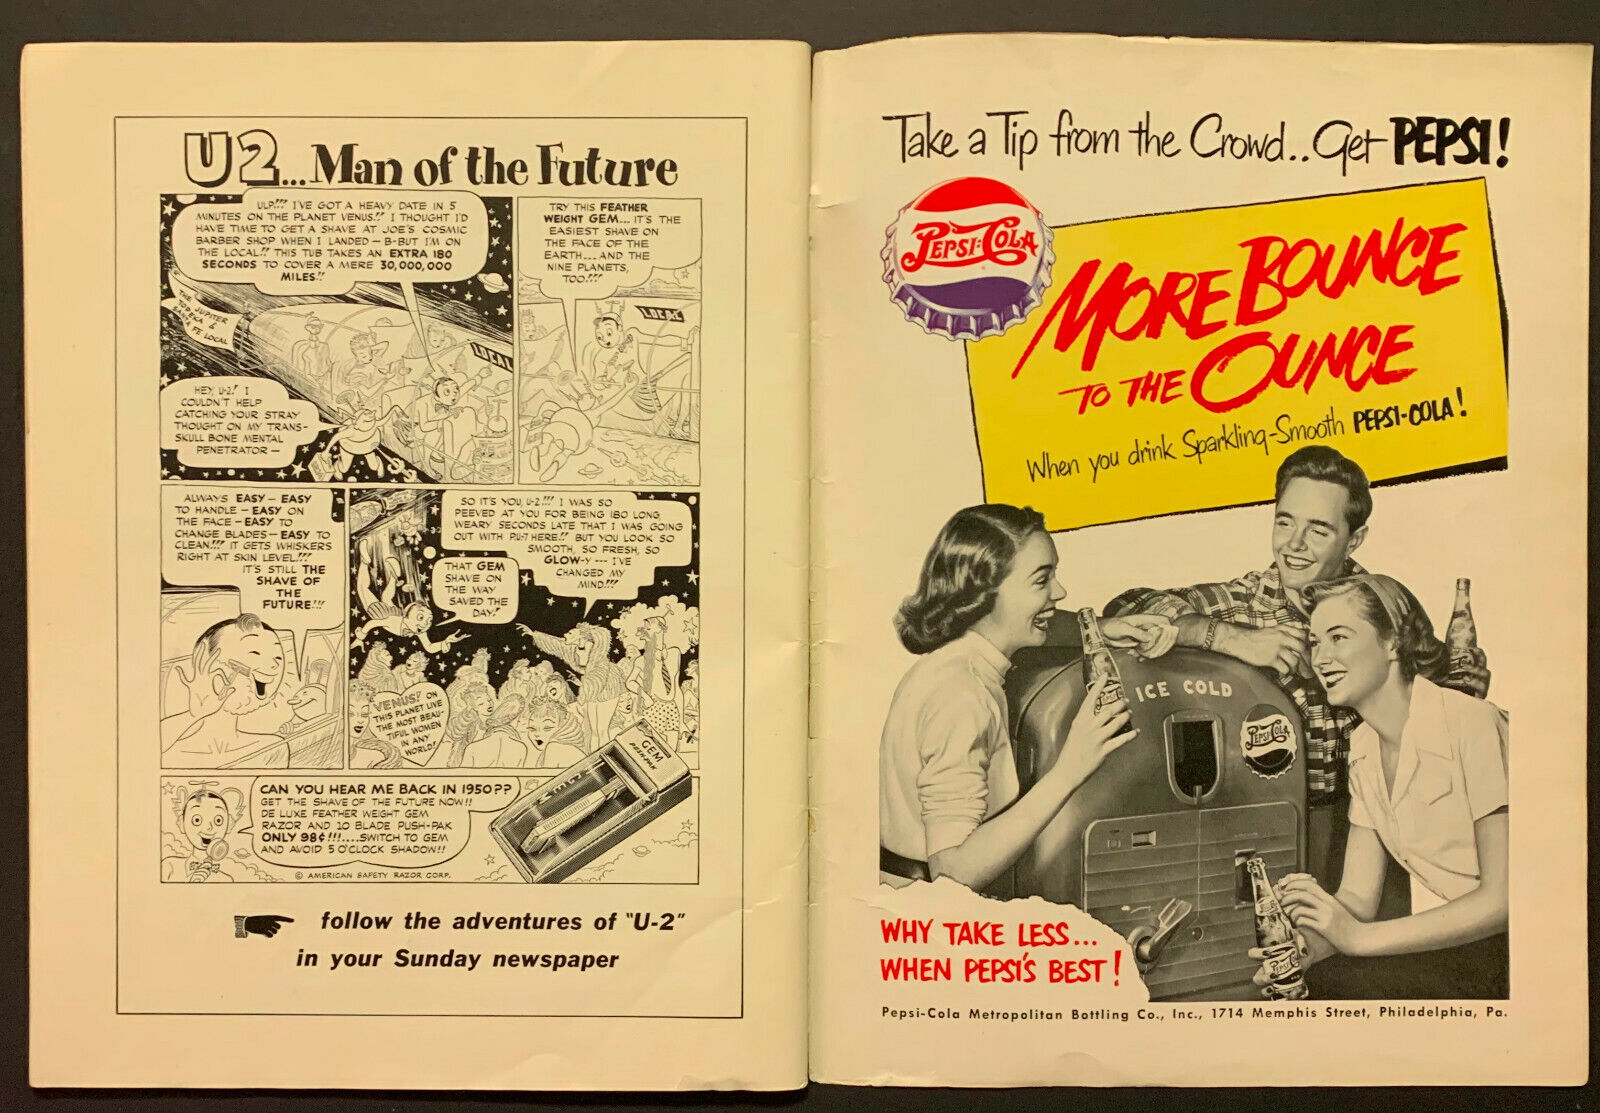 U2...Man of the Future
ULP!!! I'VE GOT A HEAVY DATE IN 5
MINUTES ON THE PLANET VENUS!! I THOUGHT I'D
HAVE TIME TO GET A SHAVE AT JOE'S COSMIC
BARBER SHOP WHEN I LANDED — B-BUT I'M ON
THE LOCAL!! THIS TUB TAKES AN EXTRA 180
SECONDS TO COVER A MERE 30,000,000
MILES!!
THE JUPITER
TOPEKA &
SANTA FE LOCAL
LOCAL
HEY, U-2! I
COULDN'T HELP
CATCHING YOUR STRAY
THOUGHT ON MY TRANS-
SKULL BONE MENTAL
PENETRATOR —
TRY THIS FEATHER
WEIGHT GEM... IT'S THE
EASIEST SHAVE ON
THE FACE OF THE
EARTH.... AND THE
NINE PLANETS,
TOO!!!
LOCAL
ALWAYS EASY — EASY
TO HANDLE — EASY ON
THE FACE — EASY TO
CHANGE BLADES — EASY TO
CLEAN!!! IT GETS WHISKERS
RIGHT AT SKIN LEVEL!!!
IT'S STILL THE
SHAVE OF
THE
FUTURE!!!
SO IT'S YOU, U-2!!! I WAS SO
PEEVED AT YOU FOR BEING 180 LONG,
WEARY SECONDS LATE THAT I WAS GOING
OUT WITH P.U-7 HERE!! BUT YOU LOOK SO
SMOOTH, SO FRESH, SO
GLOW-Y --- I'VE
CHANGED MY
MIND!!!
THAT GEM
SHAVE ON
THE WAY
SAVED THE
DAY!
VENUS! ON
THIS PLANET LIVE
THE MOST BEAU-
TIFUL WOMEN
IN ANY
WORLD!
GEM
PUSH-PAK
CAN YOU HEAR ME BACK IN 1950??
GET THE SHAVE OF THE FUTURE NOW!!
DE LUXE FEATHER WEIGHT GEM
RAZOR AND 10 BLADE PUSH-PAK
ONLY 98¢!!!....SWITCH TO GEM
AND AVOID 5 O'CLOCK SHADOW!!
© AMERICAN SAFETY RAZOR CORP.
follow the adventures of "U-2"
in your Sunday newspaper
Take a Tip from the Crowd.. Get PEPSI!
PEPSI-COLA
MORE BOUNCE
TO THE OUNCE
When you drink Sparkling-Smooth PEPSI-COLA!
ICE COLD
PEPSI-COLA
WHY TAKE LESS...
WHEN PEPSI'S BEST!
Pepsi-Cola Metropolitan Bottling Co., Inc., 1714 Memphis Street, Philadelphia, Pa.